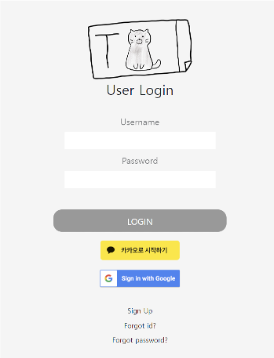 T
User Login
Username
Password
LOGIN
카카오로 시작하기
G Sign in with Google
Sign Up
Forgot id?
Forgot password?